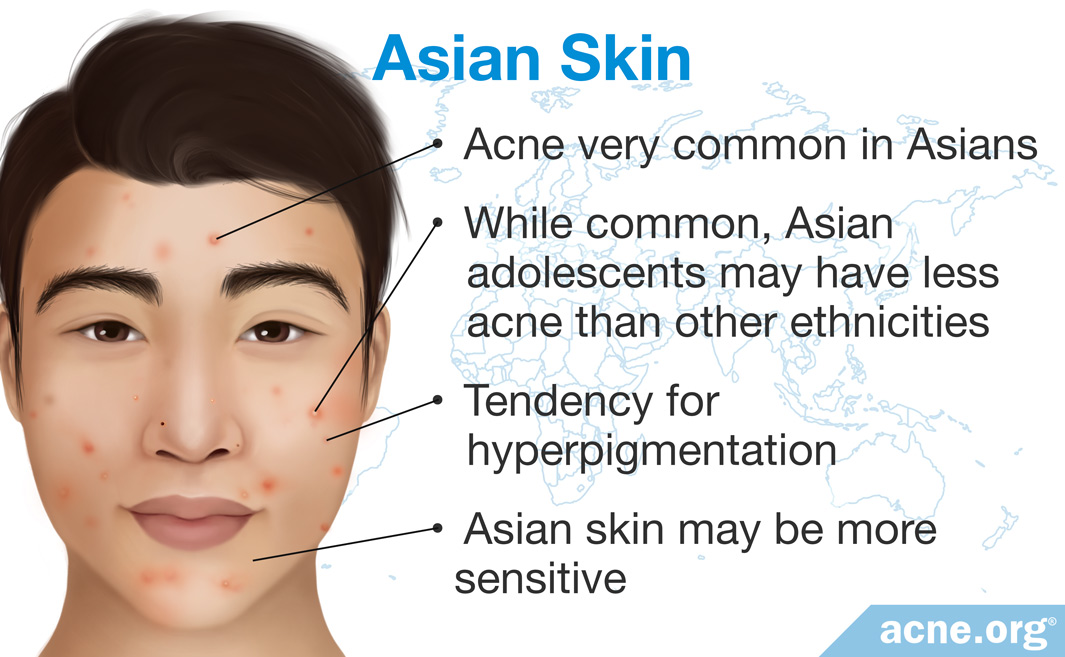 Asian Skin
Acne very common in Asians
While common, Asian
adolescents may have less
acne than other ethnicities
Tendency for
hyperpigmentation
Asian skin may be more
sensitive
acne.org®